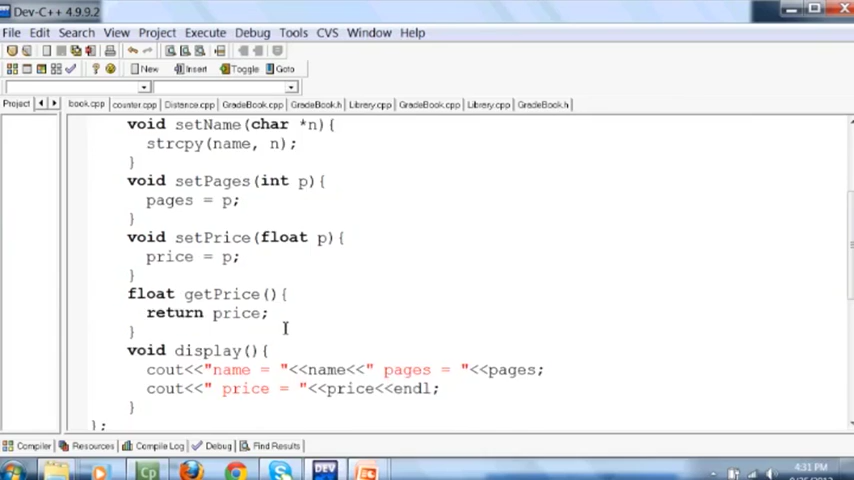 Dev-C++ 4.9.9.2
File Edit Search View Project Execute Debug Tools CVS Window Help
New Insert Toggle Goto
Project book.cpp counter.cpp Distance.cpp GradeBook.cpp GradeBook.h Library.cpp GradeBook.cpp Library.cpp GradeBook.h
void setName(char *n){
strcpy(name, n);
}
void setPages(int p){
pages = p;
}
void setPrice(float p){
price = p;
}
float getPrice(){
return price;
}
void display(){
cout<<"name = "<<name<<" pages = "<<pages;
cout<<" price = "<<price<<endl;
}
};
Compiler Resources Compile Log Debug Find Results
Cp DEV
4:31 PM